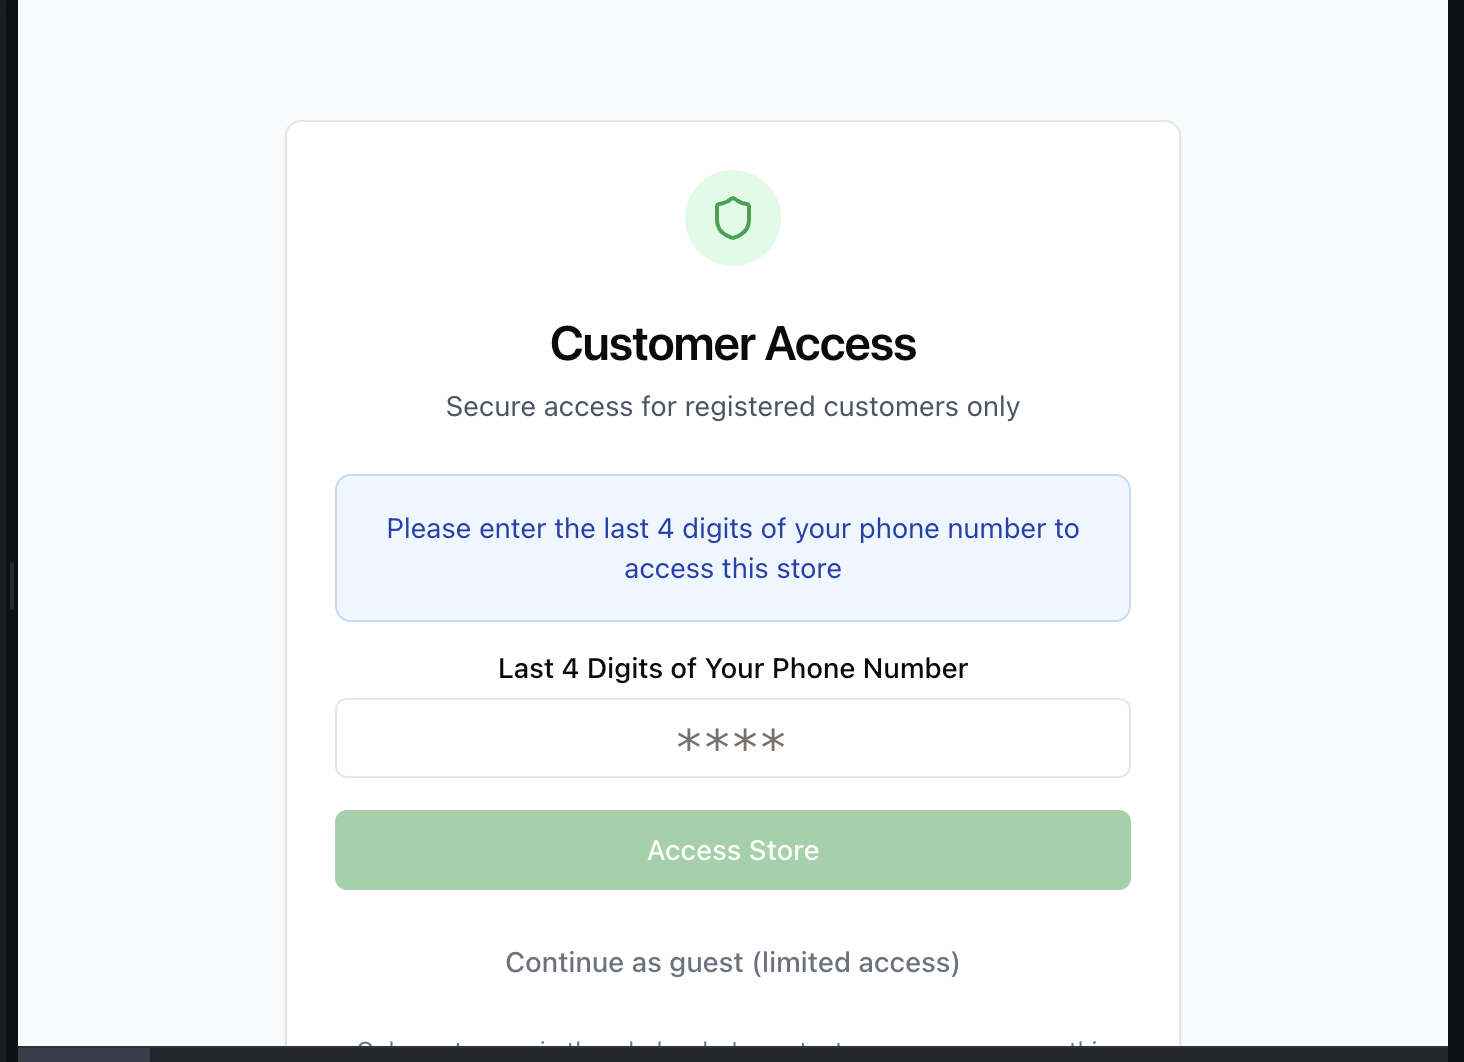 Customer Access
Secure access for registered customers only
Please enter the last 4 digits of your phone number to
access this store
Last 4 Digits of Your Phone Number
****
Access Store
Continue as guest (limited access)